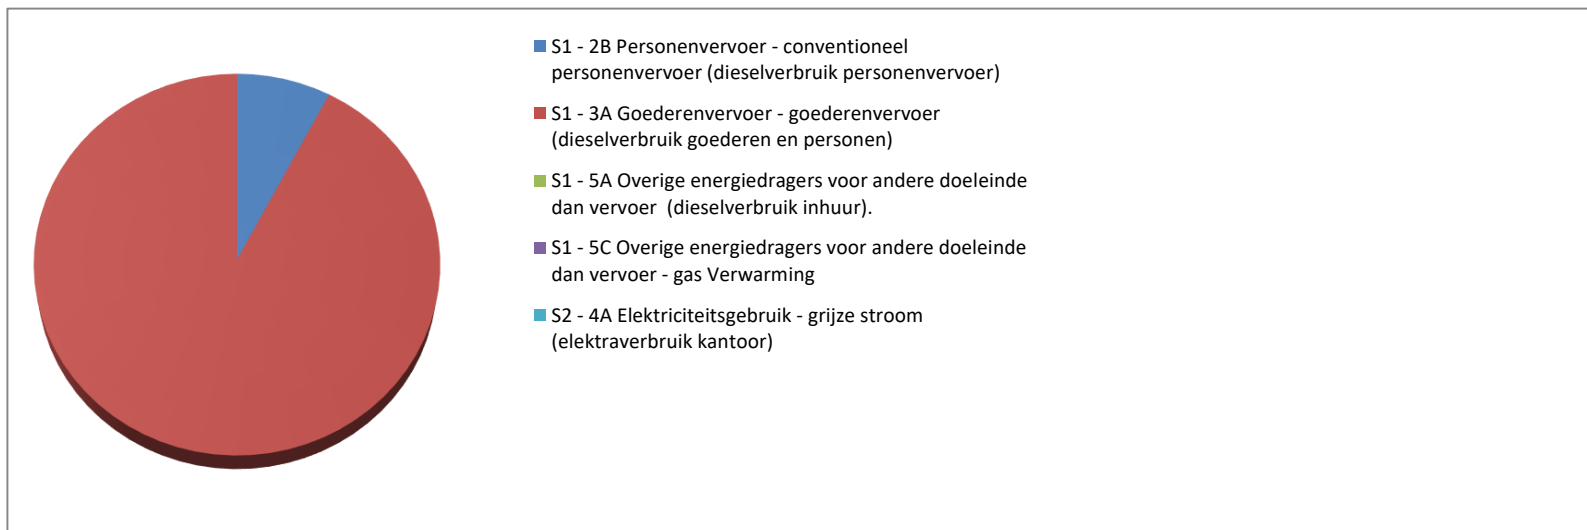 S1 - 2B Personenvervoer - conventioneel
personenvervoer (dieselverbruik personenvervoer)
S1 - 3A Goederenvervoer - goederenvervoer
(dieselverbruik goederen en personen)
S1 - 5A Overige energiedragers voor andere doeleinde
dan vervoer  (dieselverbruik inhuur).
S1 - 5C Overige energiedragers voor andere doeleinde
dan vervoer - gas Verwarming
S2 - 4A Elektriciteitsgebruik - grijze stroom
(elektraverbruik kantoor)